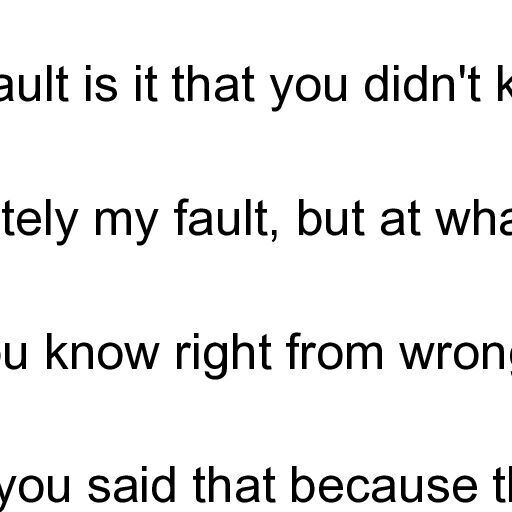 ault is it that you didn't k
tely my fault, but at wha
ou know right from wrong
you said that because th